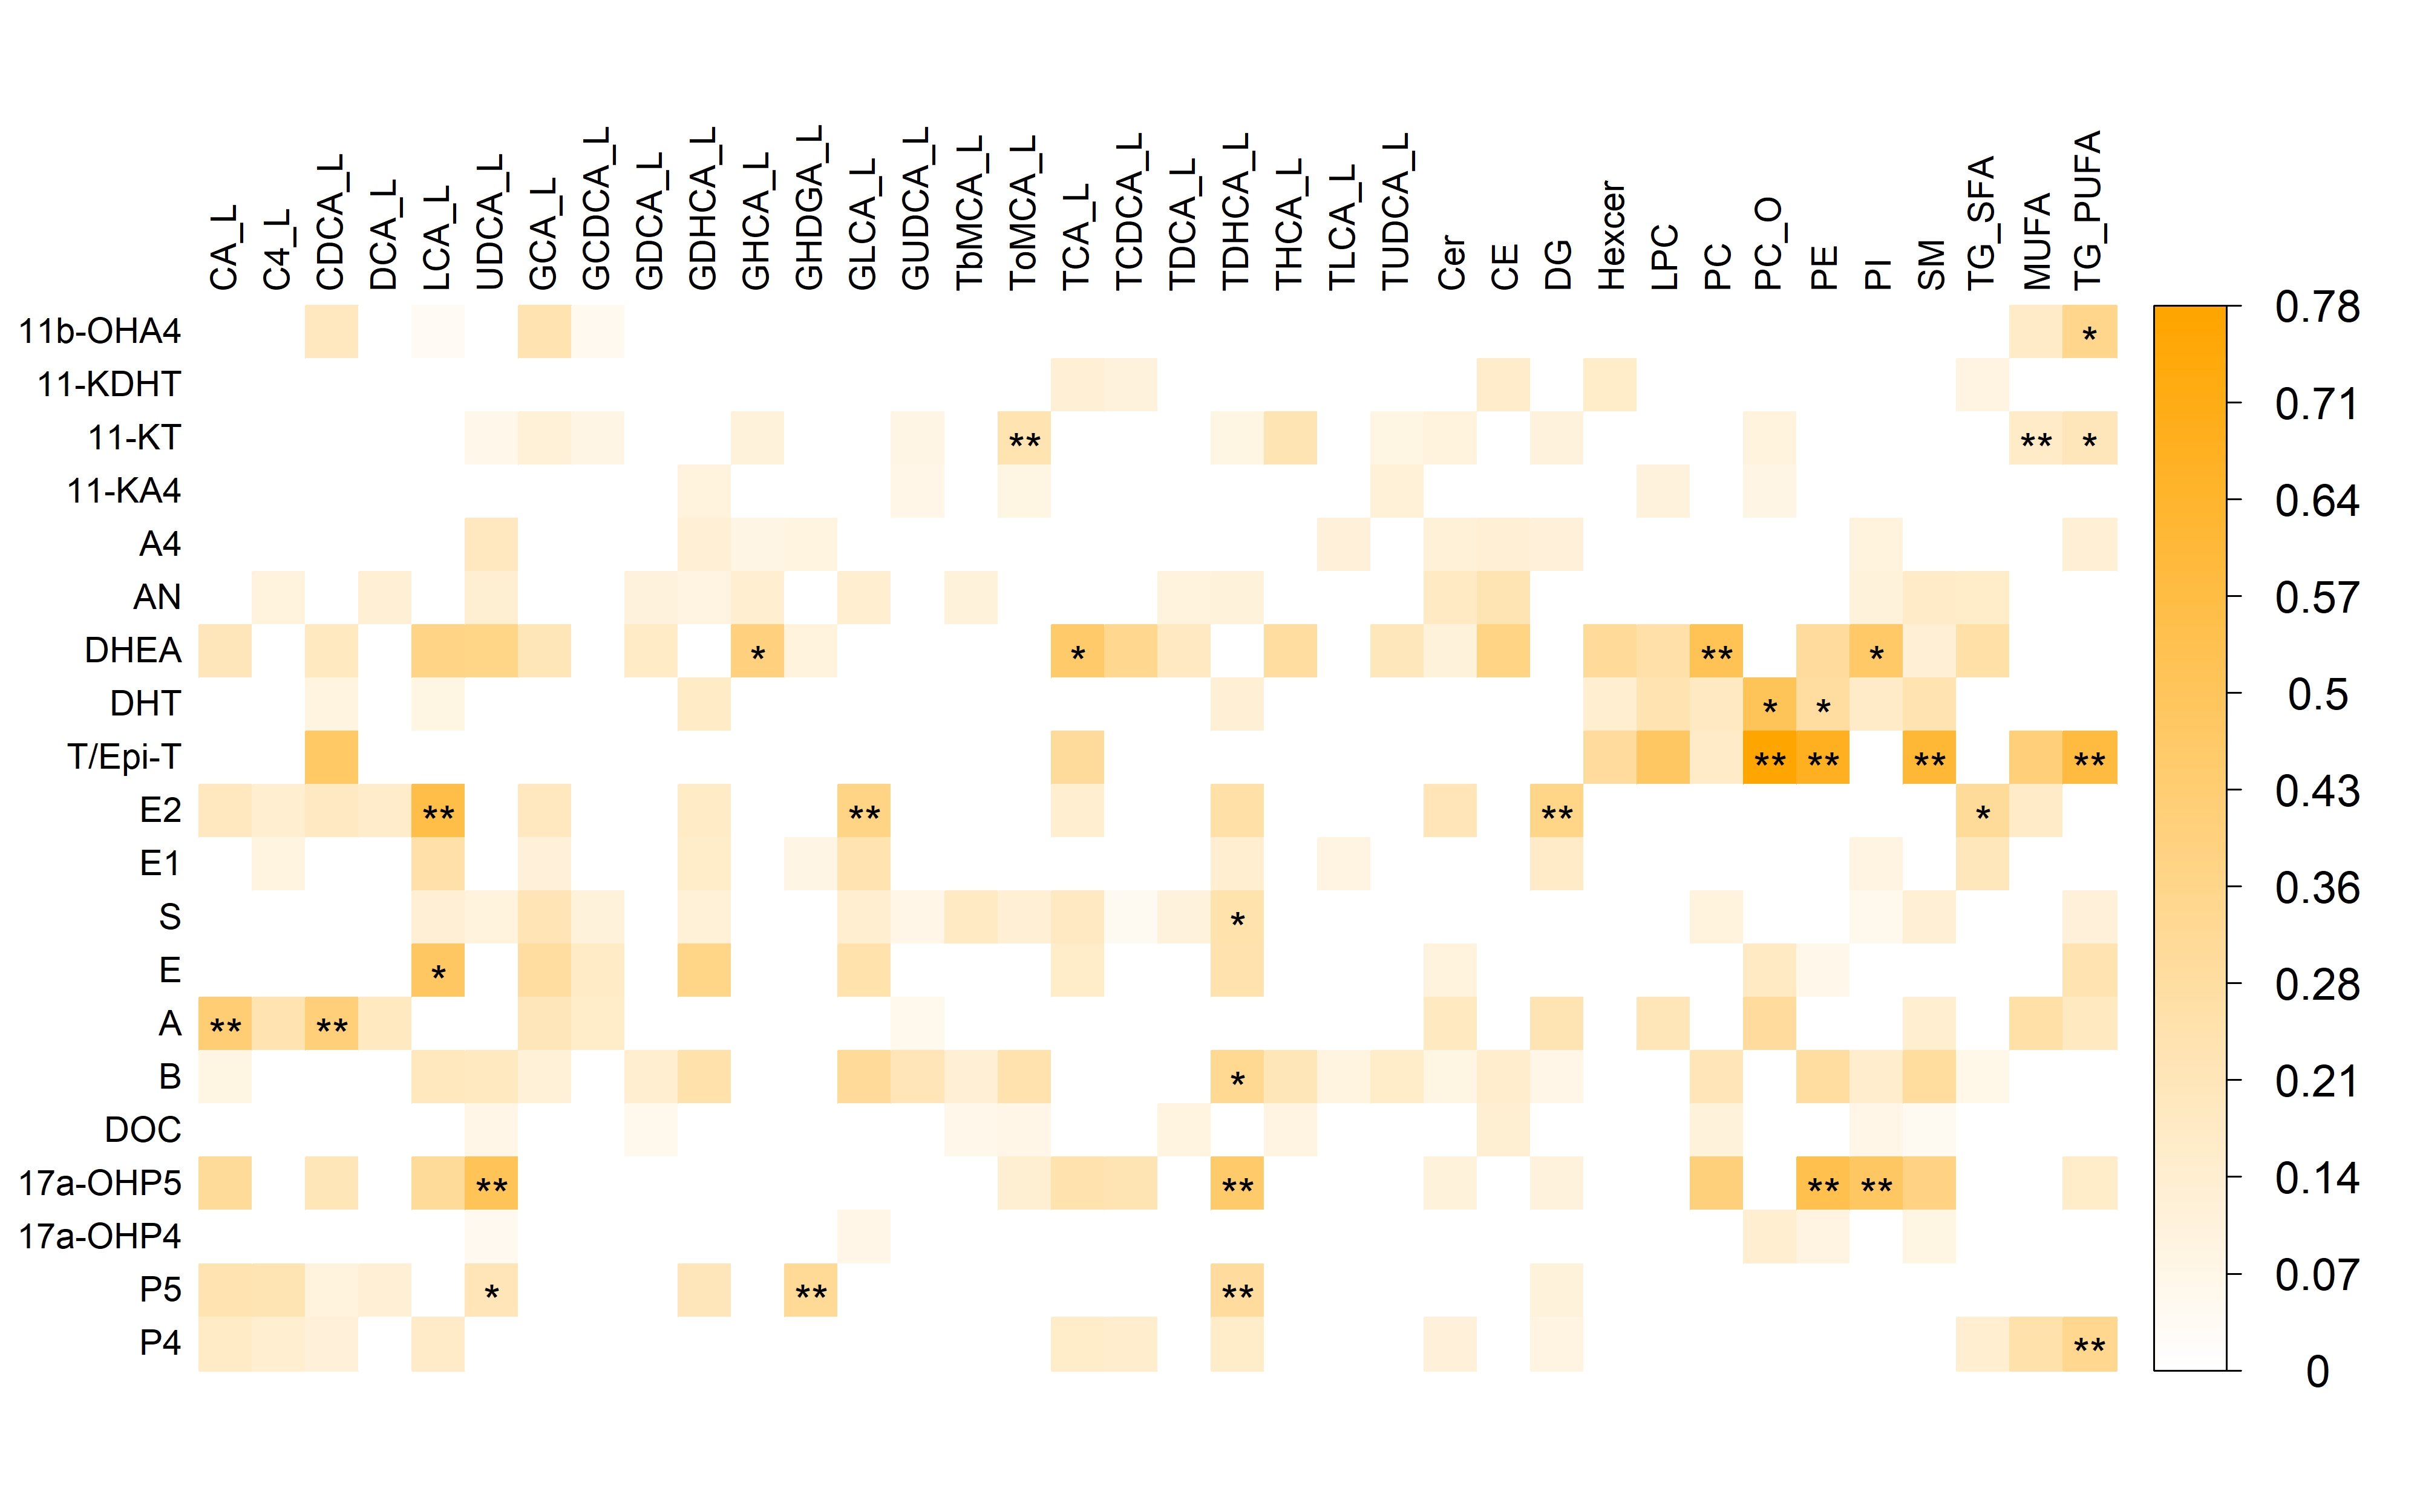 CA_L C4_L CDCA_L DCA_L LCA_L UDCA_L GCA_L GCDCA_L GDCA_L GDHCA_L GHCA_L GHDGA_L GLCA_L GUDCA_L TbMCA_L ToMCA_L TCA_L TCDCA_L TDCA_L TDHCA_L THCA_L TLCA_L TUDCA_L Cer CE DG Hexcer LPC PC PC_O PE PI SM TG_SFA MUFA TG_PUFA
11b-OHA4 *
11-KDHT
11-KT ** ** *
11-KA4
A4
AN
DHEA * * ** *
DHT * *
T/Epi-T ** ** ** **
E2 ** ** ** *
E1
S *
E *
A ** **
B *
DOC
17a-OHP5 ** ** ** **
17a-OHP4
P5 * ** **
P4 **
0.78
0.71
0.64
0.57
0.5
0.43
0.36
0.28
0.21
0.14
0.07
0